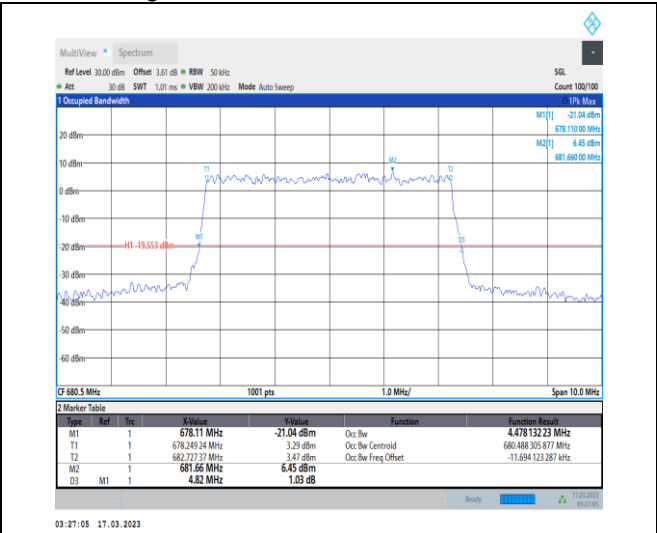 MultiView Spectrum
Ref Level 30.00 dBm Offset 3.61 dB RBW 50 kHz SGL
Att 30 dB SWT 1.01 ms VBW 200 kHz Mode Auto Sweep Count 100/100
1 Occupied Bandwidth 1Pk Max
M1[1] -21.04 dBm
678.110 00 MHz
M2[1] 6.45 dBm
681.660 00 MHz
20 dBm
10 dBm
M2
T1 T2
0 dBm
-10 dBm
M1 D3
-20 dBm H1 -19.553 dBm
-30 dBm
-40 dBm
-50 dBm
-60 dBm
CF 680.5 MHz 1001 pts 1.0 MHz/ Span 10.0 MHz
2 Marker Table
Type Ref Trc X-Value Y-Value Function Function Result
M1 1 678.11 MHz -21.04 dBm Occ Bw 4.478 132 23 MHz
T1 1 678.249 24 MHz 3.29 dBm Occ Bw Centroid 680.488 305 877 MHz
T2 1 682.727 37 MHz 3.47 dBm Occ Bw Freq Offset -11.694 123 287 kHz
M2 1 681.66 MHz 6.45 dBm
D3 M1 1 4.82 MHz 1.03 dB
Ready 17.03.2023
03:27:05
03:27:05 17.03.2023